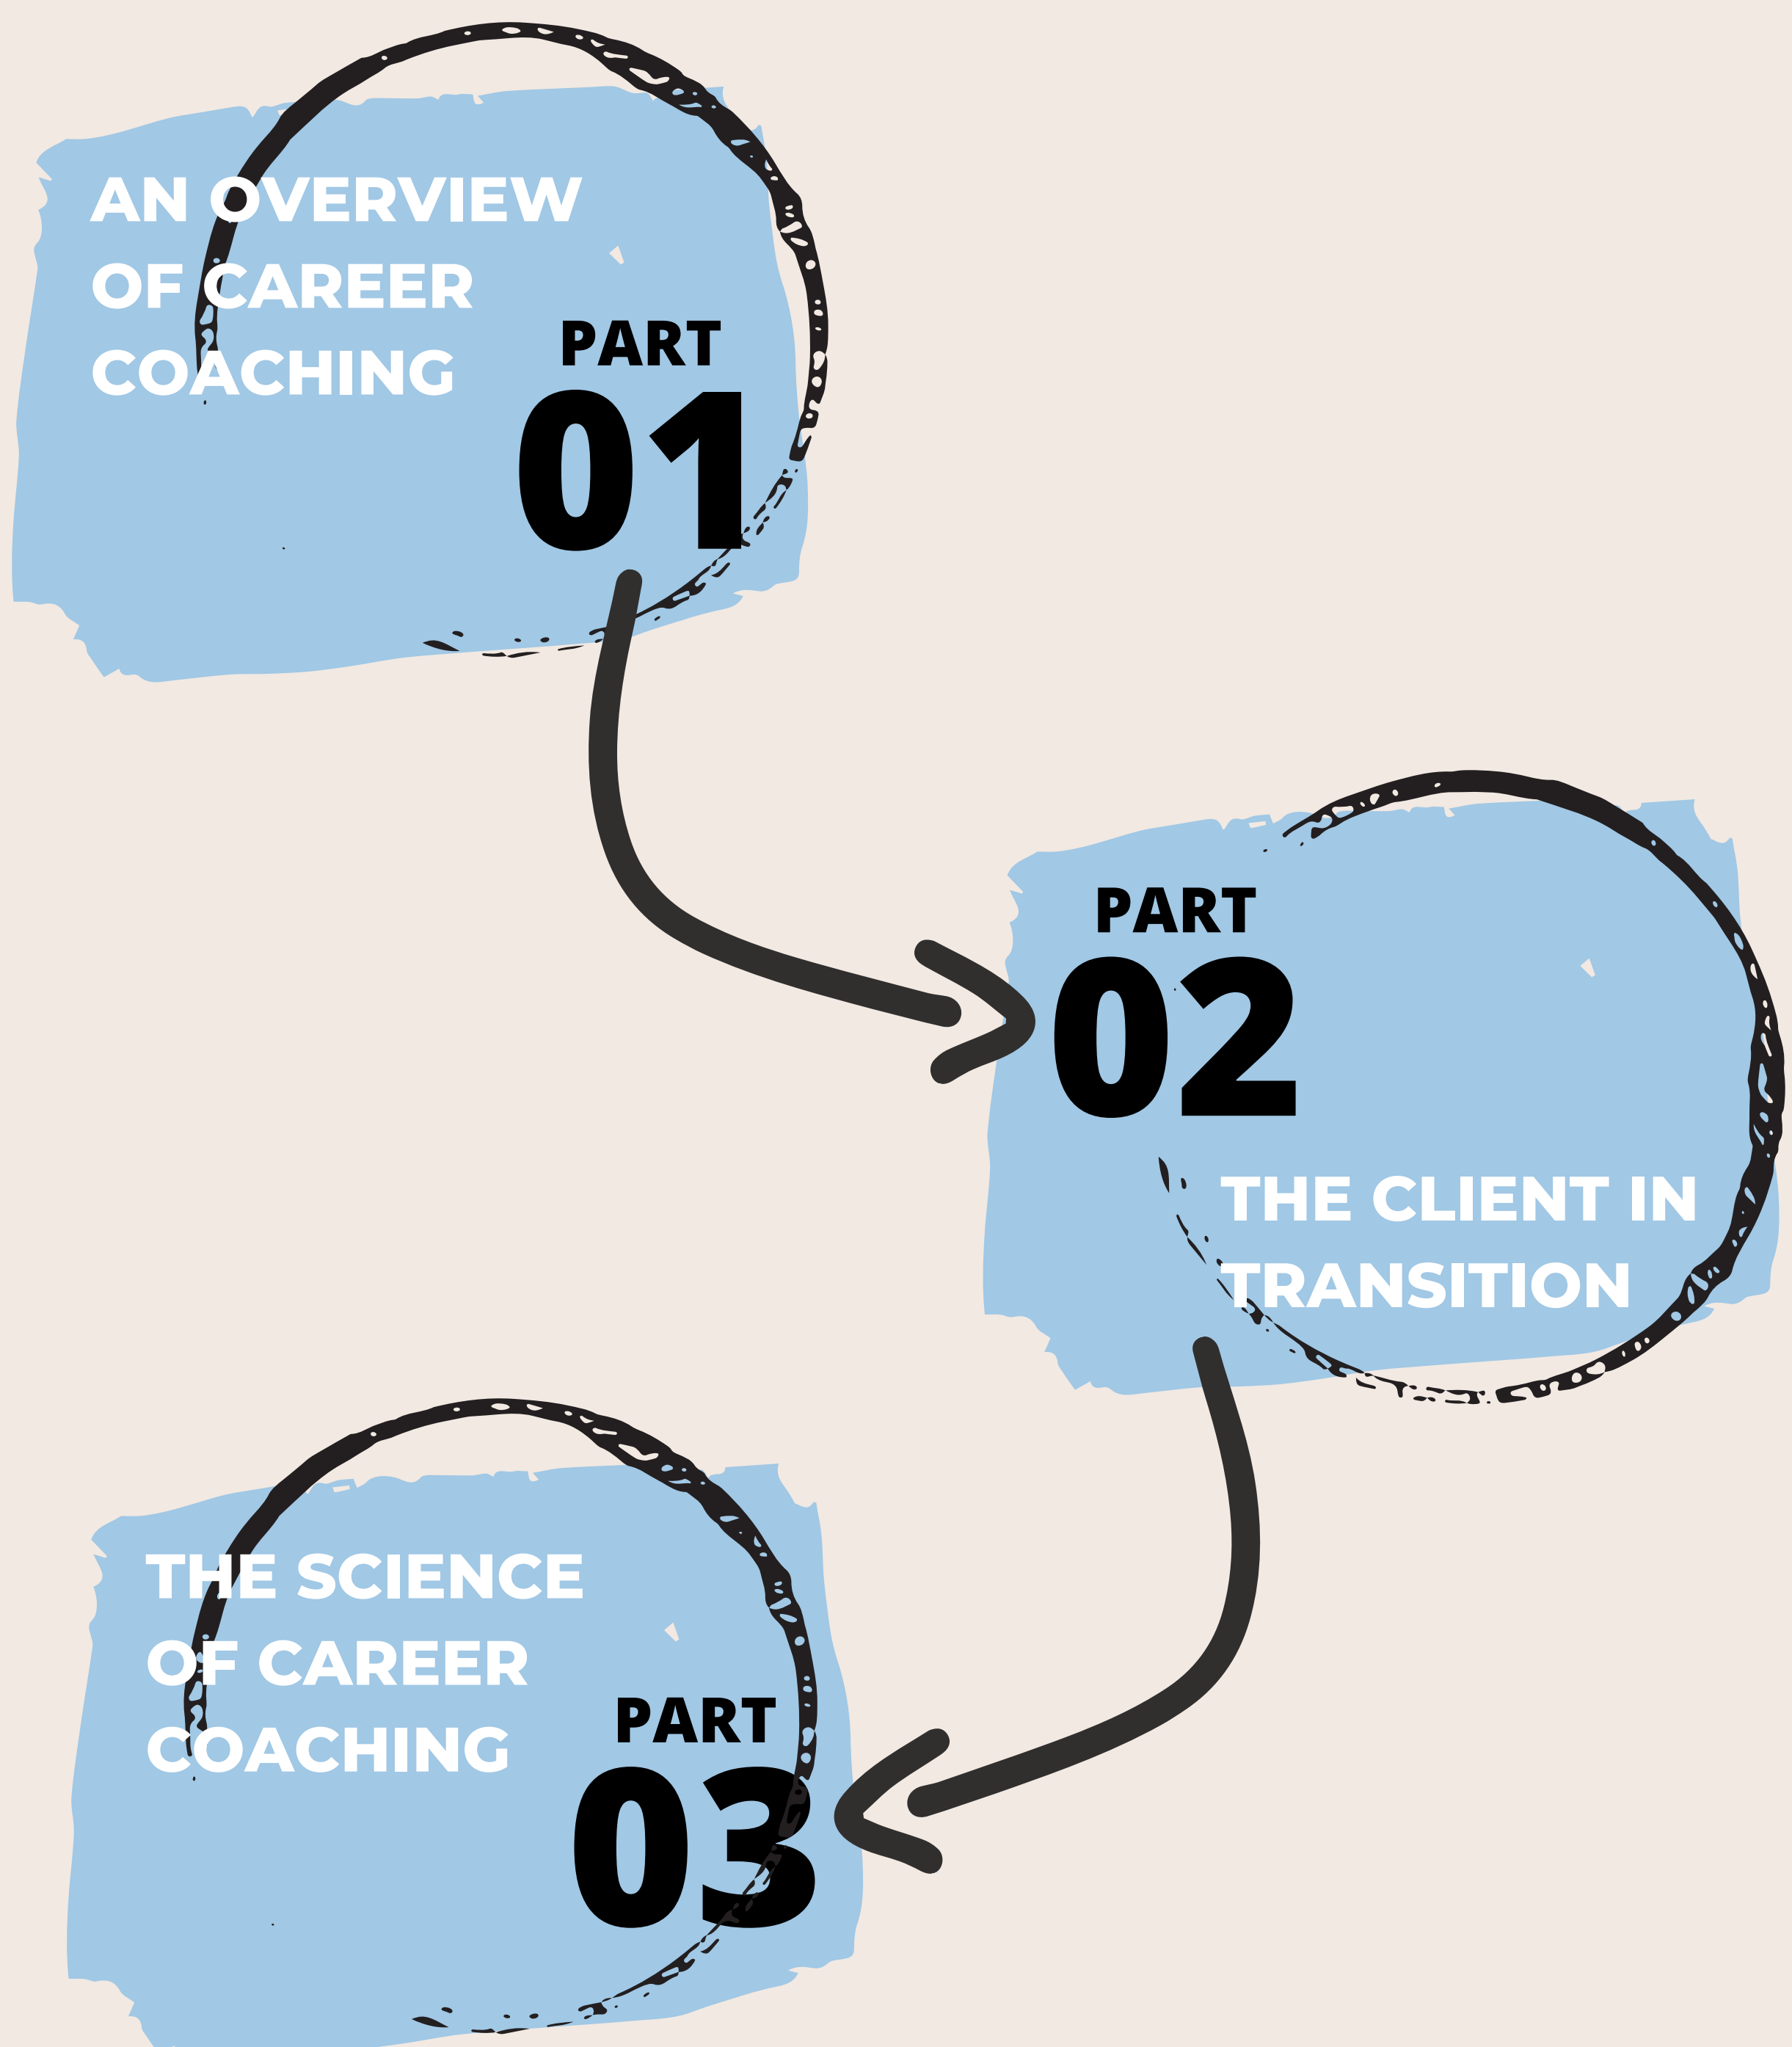 AN OVERVIEW
OF CAREER
COACHING
PART
01
PART
02
THE CLIENT IN
TRANSITION
THE SCIENCE
OF CAREER
COACHING
PART
03